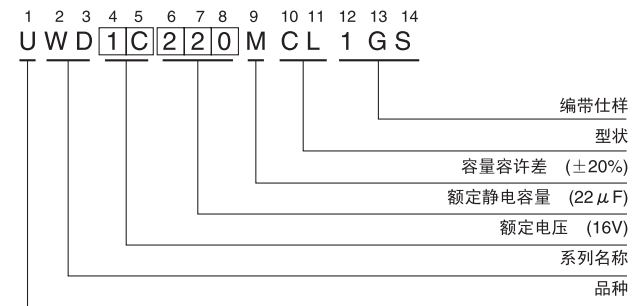 1 2 3 4 5 6 7 8 9 10 11 12 13 14
U W D 1 C 2 2 0 M C L 1 G S
编带仕样
型状
容量容许差 (±20%)
额定静电容量 (22μF)
额定电压 (16V)
系列名称
品种